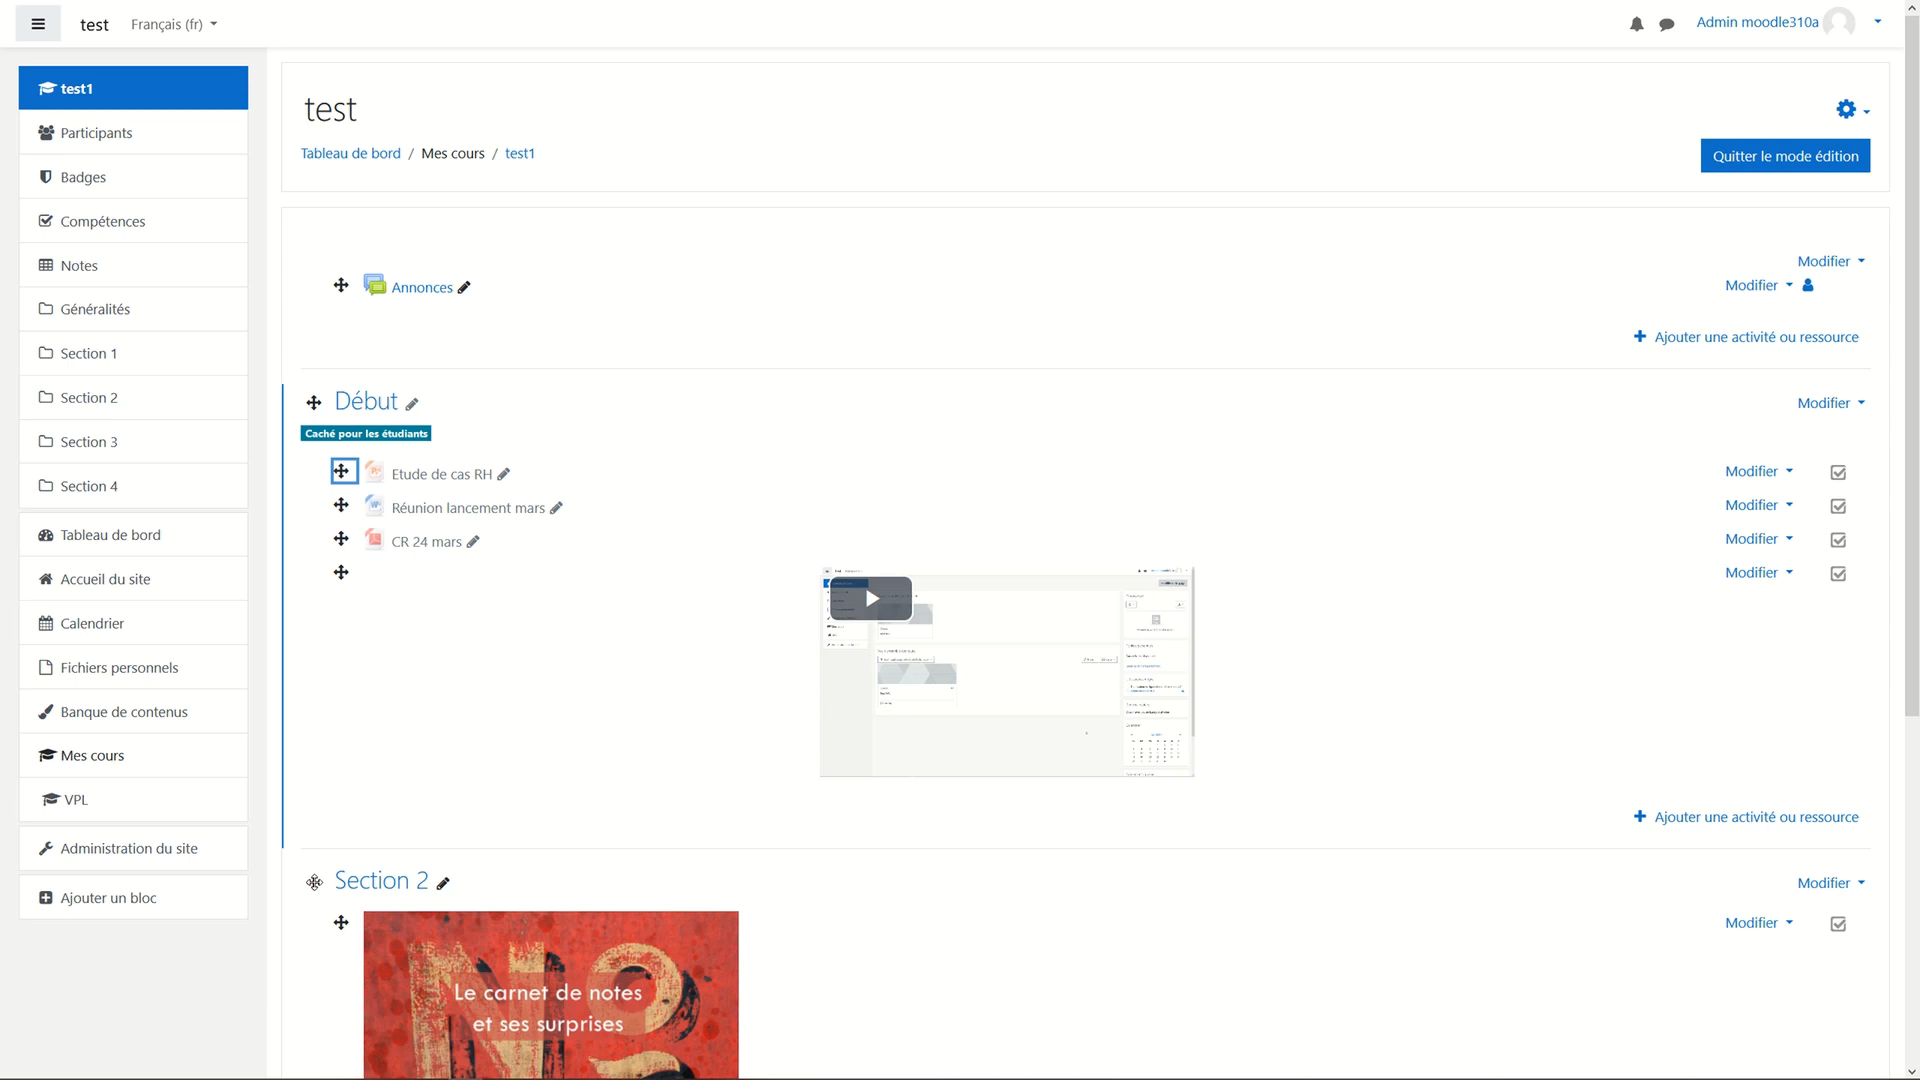 test Français (fr) Admin moodle310a
test1
Participants
Badges
Compétences
Notes
Généralités
Section 1
Section 2
Section 3
Section 4
Tableau de bord
Accueil du site
Calendrier
Fichiers personnels
Banque de contenus
Mes cours
VPL
Administration du site
Ajouter un bloc
test
Tableau de bord / Mes cours / test1
Quitter le mode édition
Modifier
Annonces Modifier
Ajouter une activité ou ressource
Début Modifier
Caché pour les étudiants
Etude de cas RH Modifier
Réunion lancement mars Modifier
CR 24 mars Modifier
Modifier
Ajouter une activité ou ressource
Section 2 Modifier
Modifier
Le carnet de notes
et ses surprises